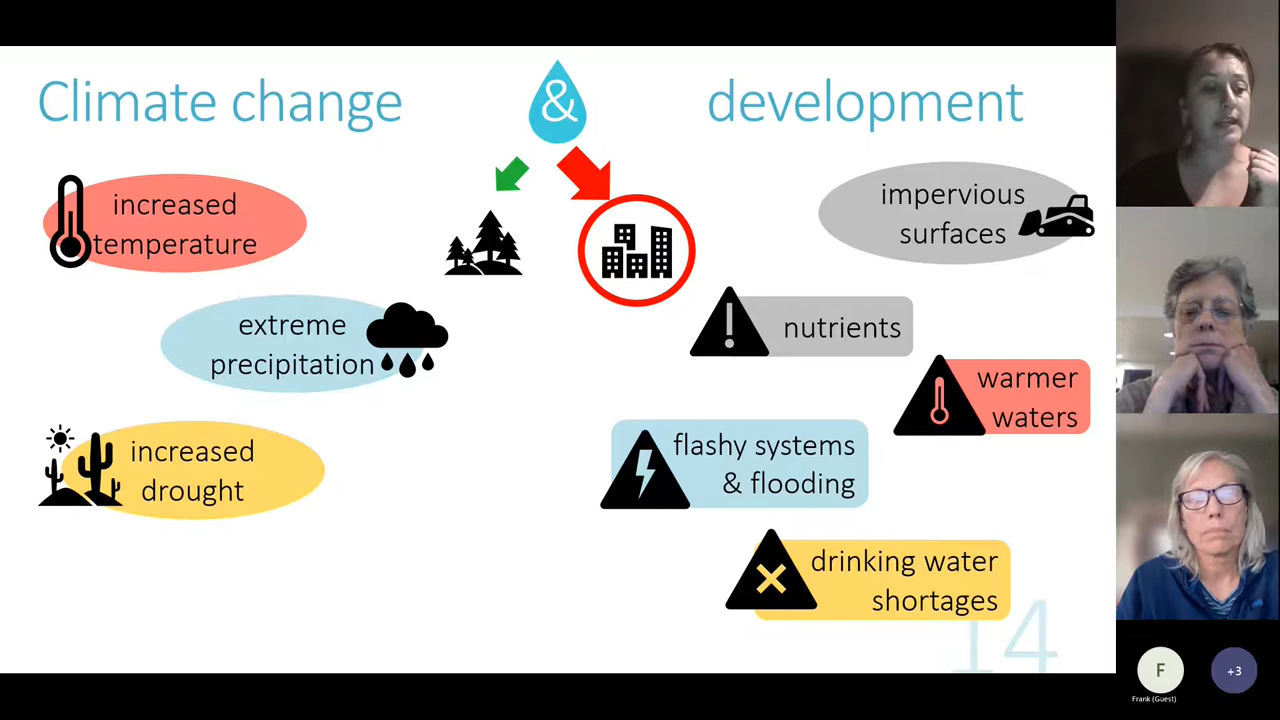 Climate change
&
development
increased
temperature
extreme
precipitation
increased
drought
impervious
surfaces
nutrients
warmer
waters
flashy systems
& flooding
drinking water
shortages
14
F
Frank (Guest)
+3